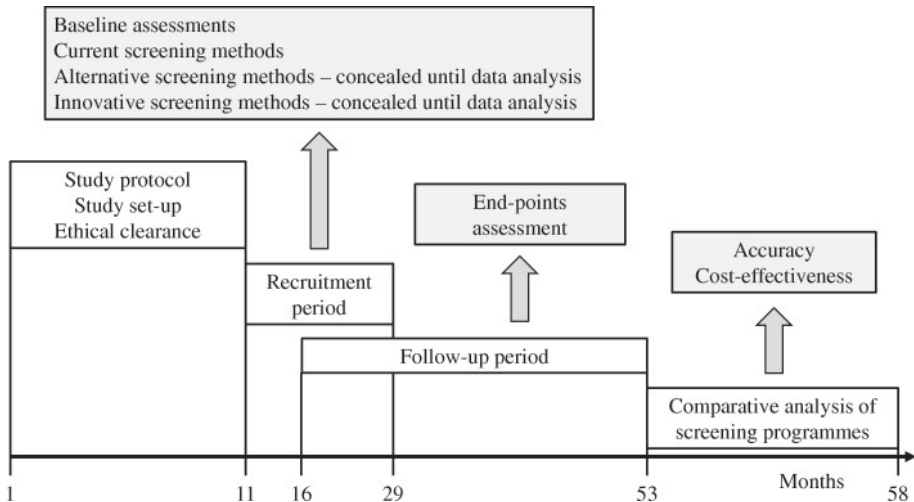 Baseline assessments
Current screening methods
Alternative screening methods – concealed until data analysis
Innovative screening methods – concealed until data analysis
Study protocol
Study set-up
Ethical clearance
End-points
assessment
Accuracy
Cost-effectiveness
Recruitment
period
Follow-up period
Comparative analysis of
screening programmes
Months
1
11
16
29
53
58